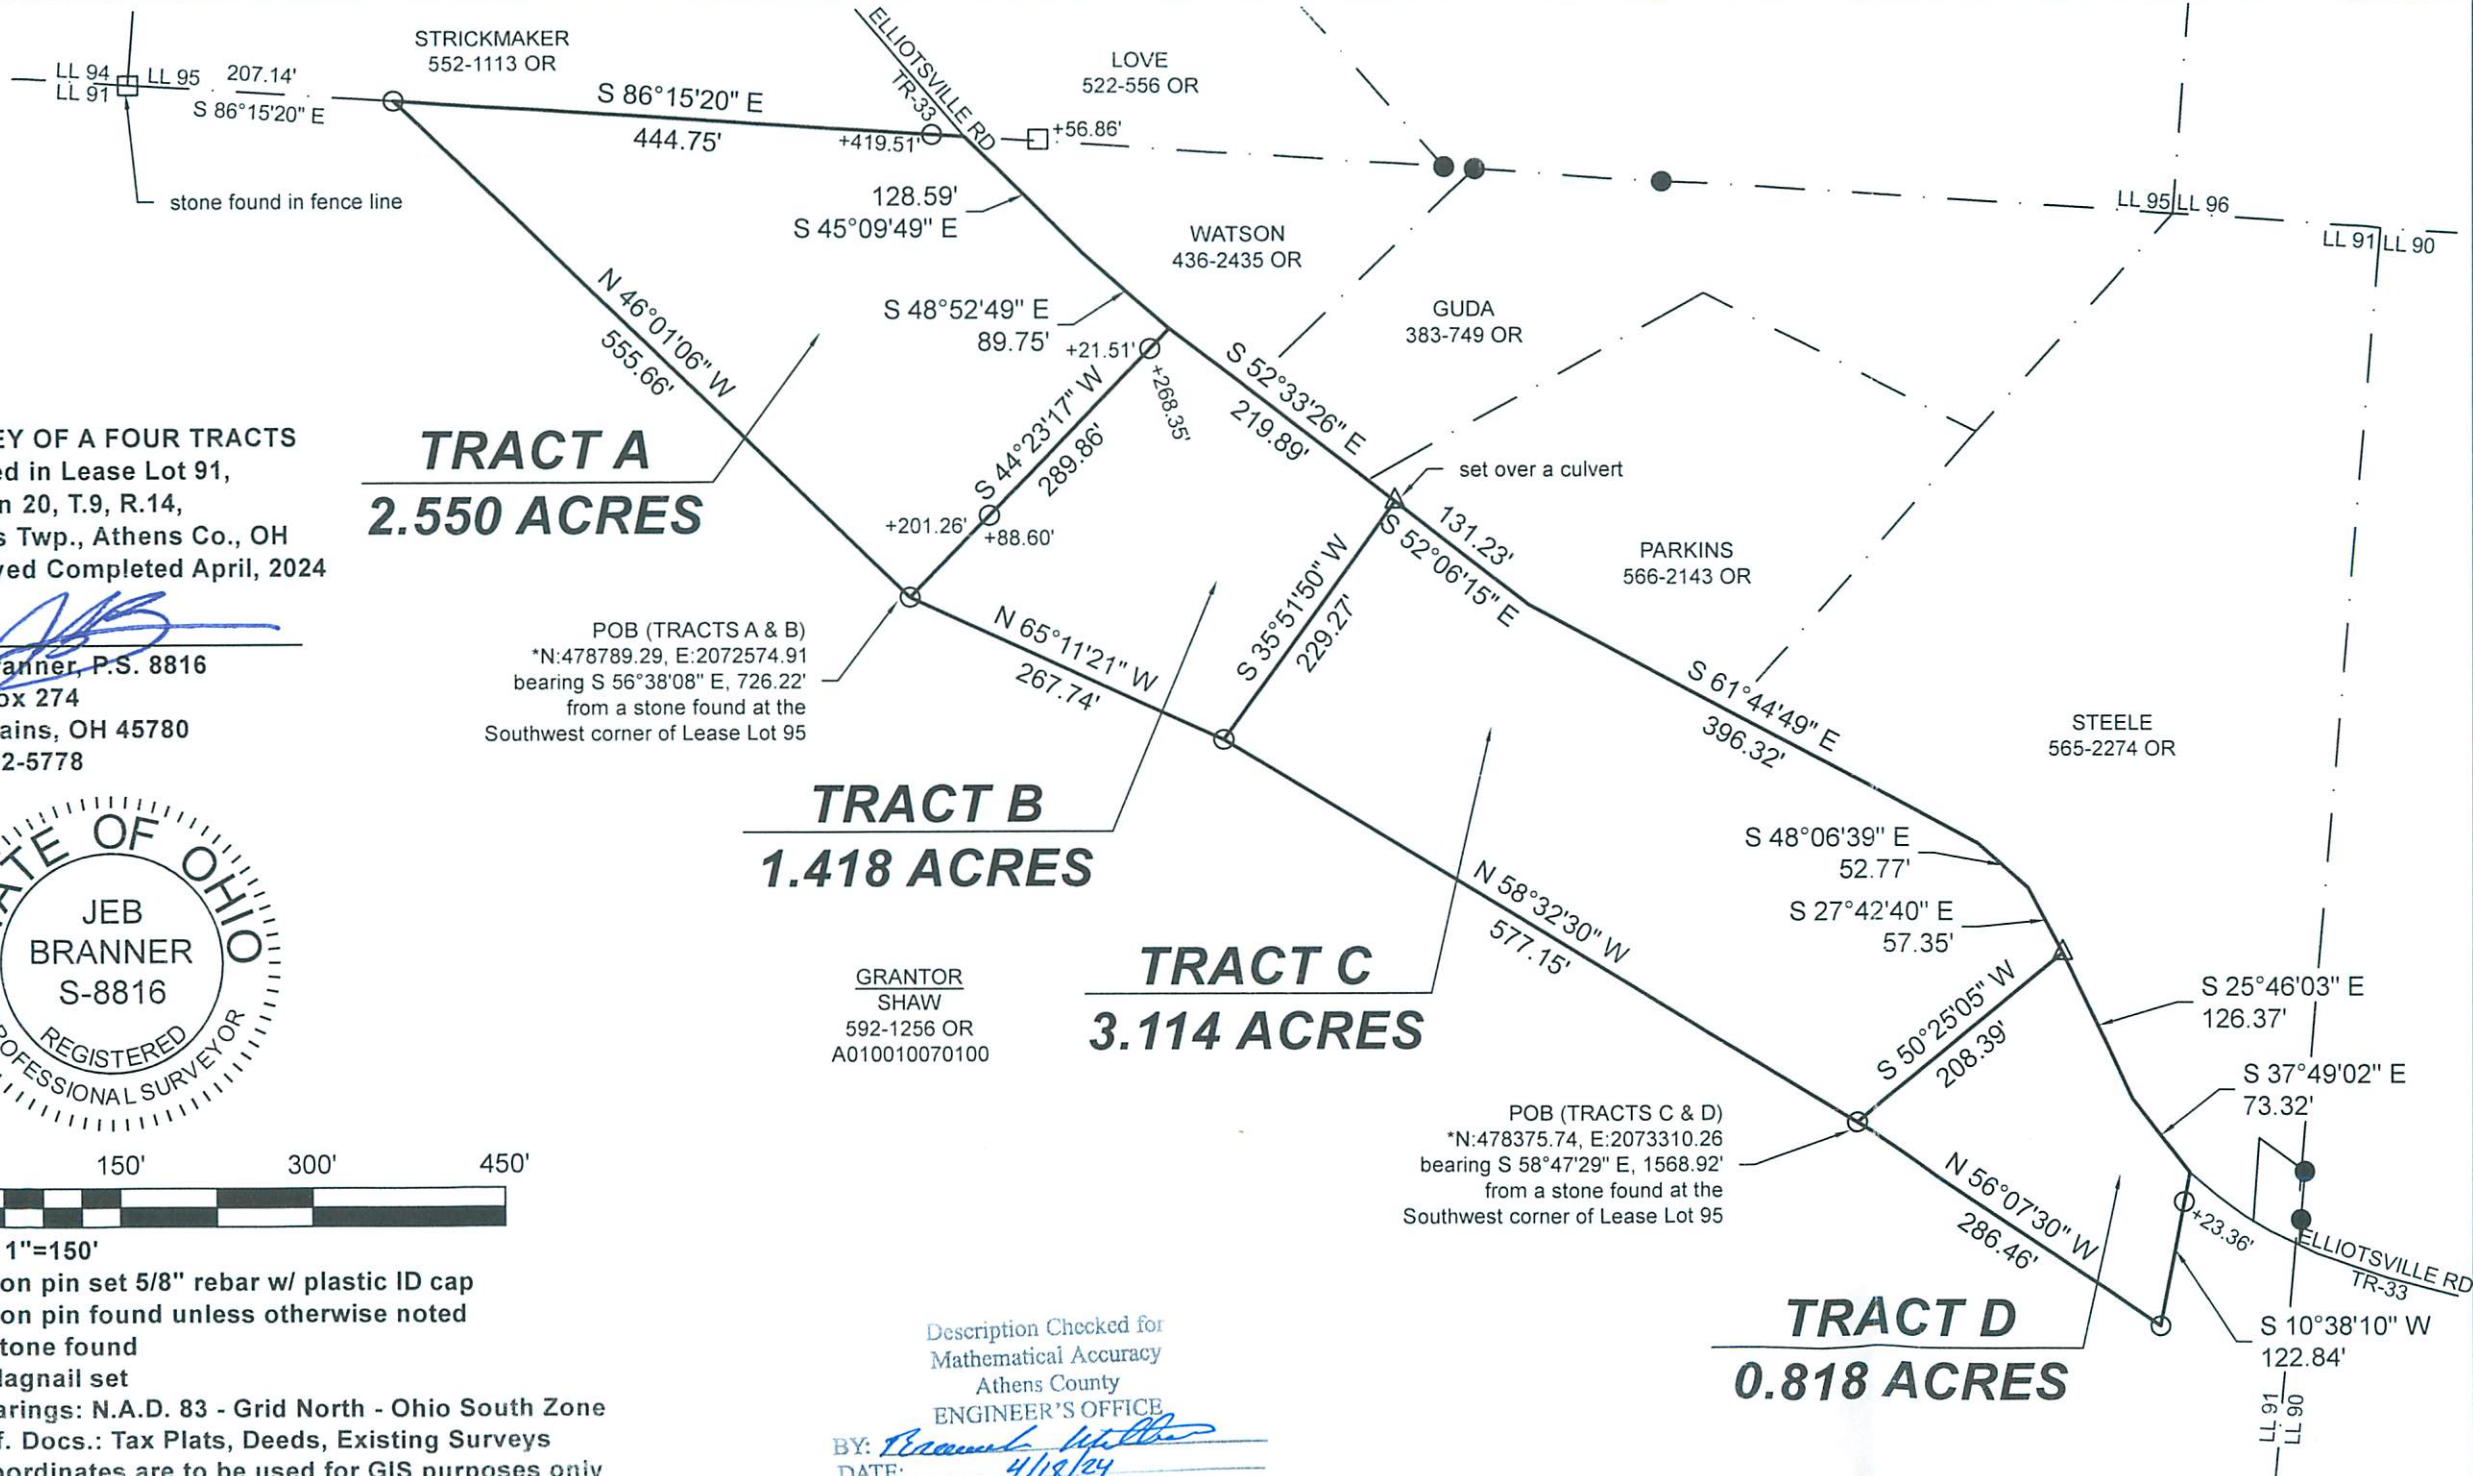 STRICKMAKER
552-1113 OR
LL 94
LL 95
LL 91
207.14'
S 86°15'20" E
stone found in fence line
S 86°15'20" E
444.75'
+419.51'
ELLIOTSVILLE RD
TR-33
LOVE
522-556 OR
+56.86'
128.59'
S 45°09'49" E
WATSON
436-2435 OR
LL 95
LL 96
LL 91
LL 90
S 48°52'49" E
89.75'
+21.51'
+268.35'
GUDA
383-749 OR
N 46°01'06" W
555.66'
S 52°33'26" E
219.89'
S 44°23'17" W
289.86'
+201.26'
+88.60'
set over a culvert
131.23'
S 52°06'15" E
PARKINS
566-2143 OR
EY OF A FOUR TRACTS
ed in Lease Lot 91,
n 20, T.9, R.14,
s Twp., Athens Co., OH
yed Completed April, 2024
anner, P.S. 8816
ox 274
ains, OH 45780
2-5778
TRACT A
2.550 ACRES
POB (TRACTS A & B)
*N:478789.29, E:2072574.91
bearing S 56°38'08" E, 726.22'
from a stone found at the
Southwest corner of Lease Lot 95
N 65°11'21" W
267.74'
S 35°51'50" W
229.27'
S 61°44'49" E
396.32'
STEELE
565-2274 OR
TRACT B
1.418 ACRES
S 48°06'39" E
52.77'
S 27°42'40" E
57.35'
ATE OF OHIO
JEB
BRANNER
S-8816
REGISTERED
OFESSIONAL SURVEYOR
GRANTOR
SHAW
592-1256 OR
A010010070100
TRACT C
3.114 ACRES
N 58°32'30" W
577.15'
S 50°25'05" W
208.39'
S 25°46'03" E
126.37'
S 37°49'02" E
73.32'
POB (TRACTS C & D)
*N:478375.74, E:2073310.26
bearing S 58°47'29" E, 1568.92'
from a stone found at the
Southwest corner of Lease Lot 95
N 56°07'30" W
286.46'
+23.36'
ELLIOTSVILLE RD
TR-33
S 10°38'10" W
122.84'
LL 91
LL 90
TRACT D
0.818 ACRES
150' 300' 450'
1"=150'
on pin set 5/8" rebar w/ plastic ID cap
on pin found unless otherwise noted
tone found
agnail set
arings: N.A.D. 83 - Grid North - Ohio South Zone
f. Docs.: Tax Plats, Deeds, Existing Surveys
oordinates are to be used for GIS purposes only
Description Checked for
Mathematical Accuracy
Athens County
ENGINEER'S OFFICE
BY:
DATE: 4/18/24